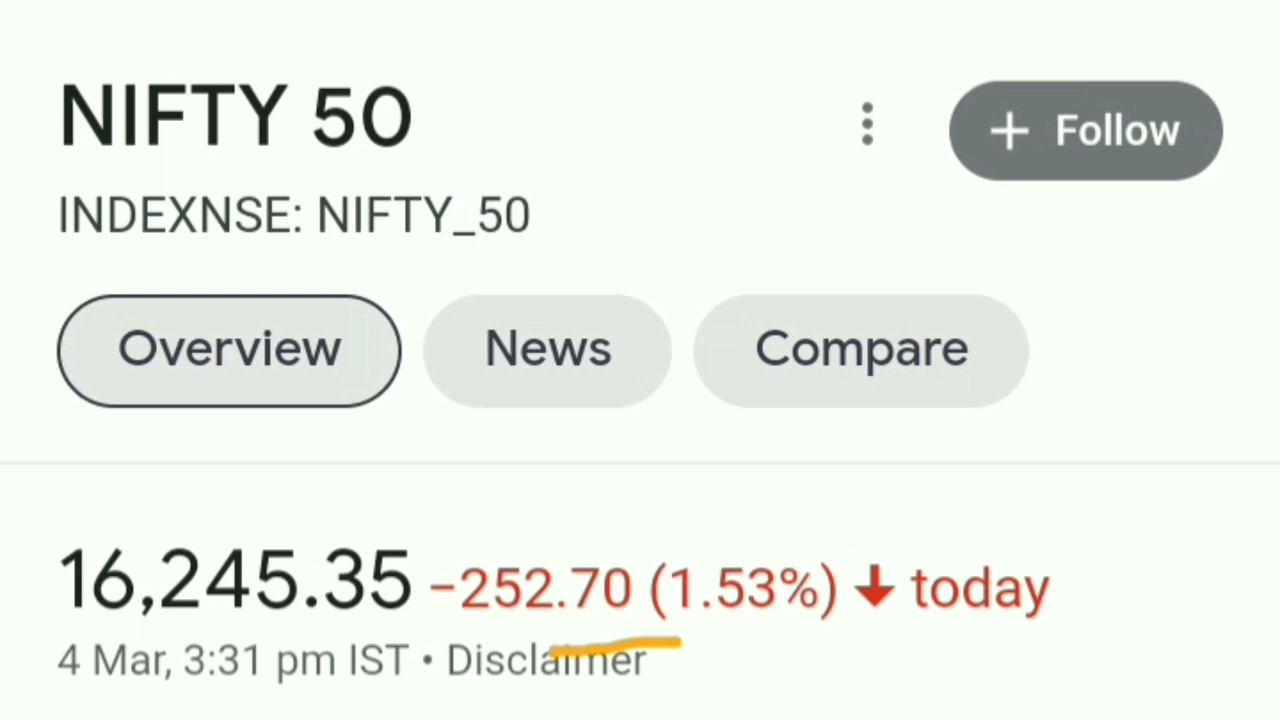 NIFTY 50
+ Follow
INDEXNSE: NIFTY_50
Overview News Compare
16,245.35 −252.70 (1.53%) ↓ today
4 Mar, 3:31 pm IST • Disclaimer